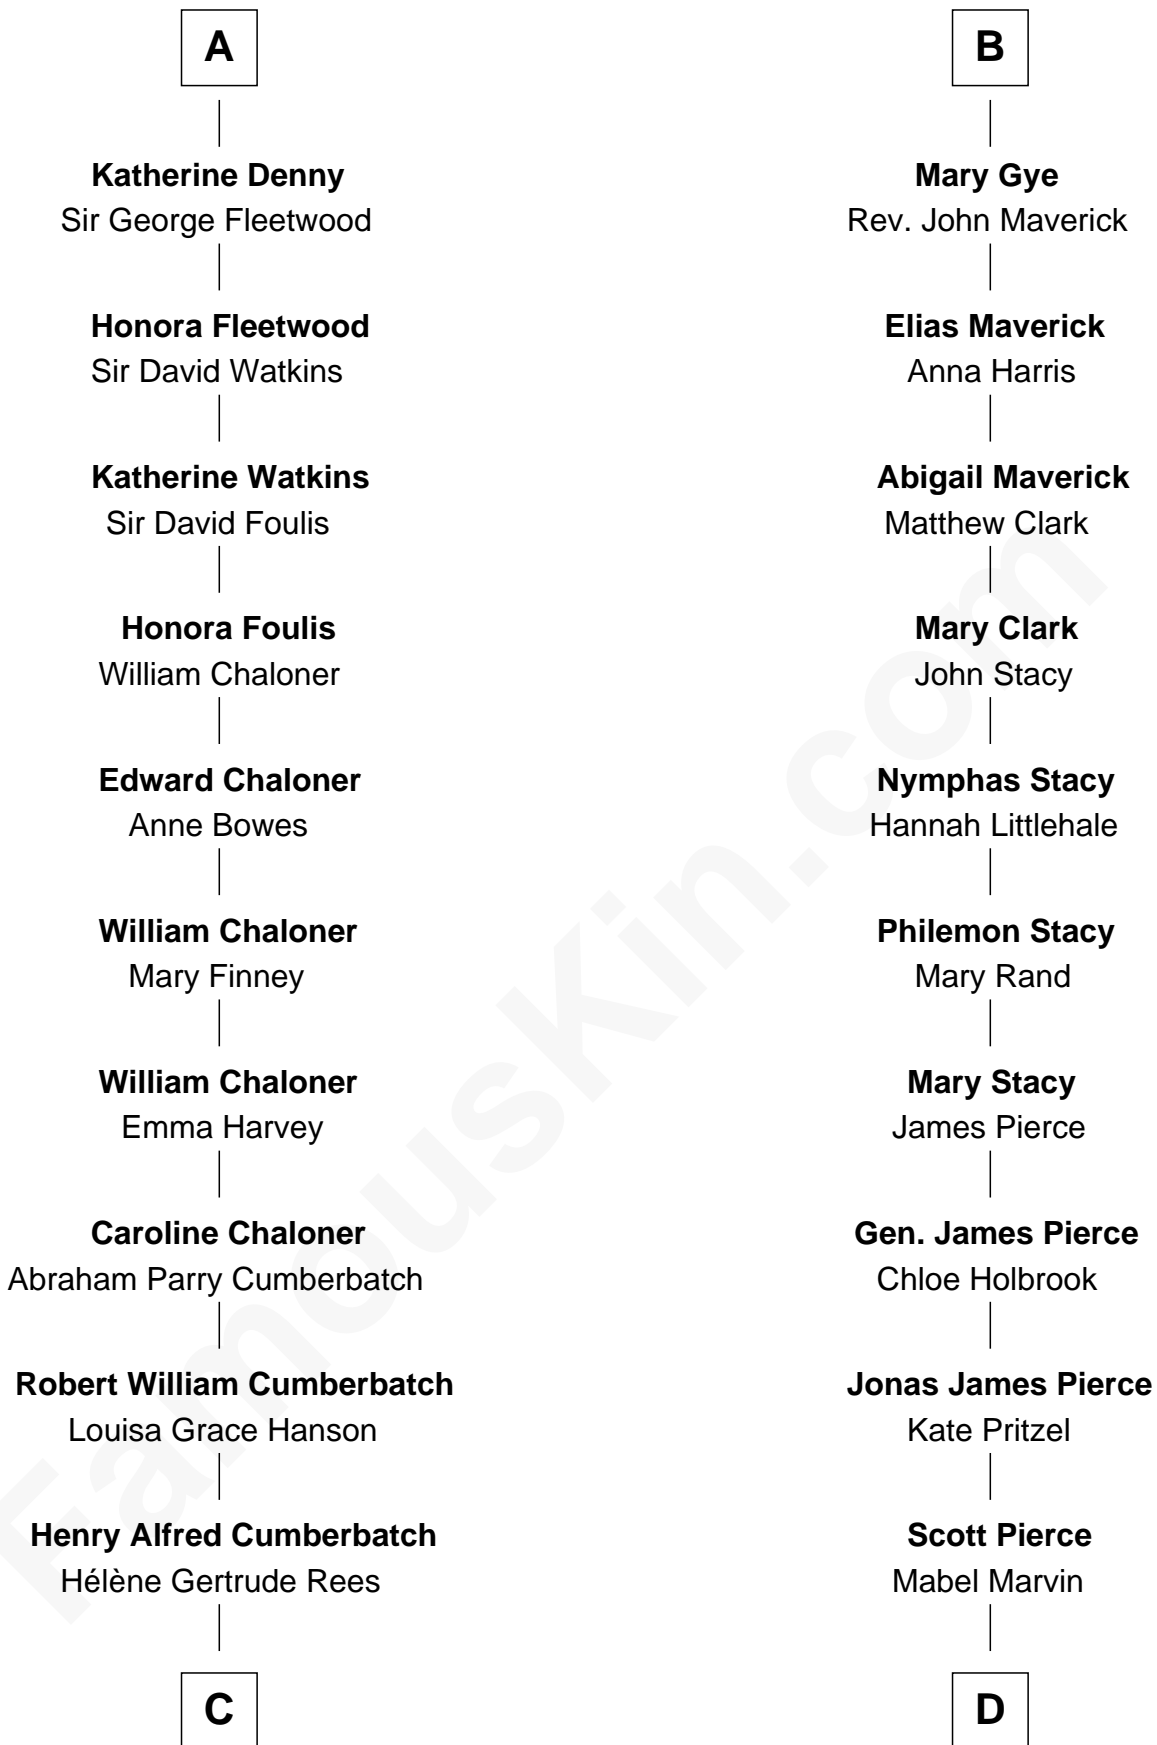 A
Katherine Denny
Sir George Fleetwood
Honora Fleetwood
Sir David Watkins
Katherine Watkins
Sir David Foulis
Honora Foulis
William Chaloner
Edward Chaloner
Anne Bowes
William Chaloner
Mary Finney
William Chaloner
Emma Harvey
Caroline Chaloner
Abraham Parry Cumberbatch
Robert William Cumberbatch
Louisa Grace Hanson
Henry Alfred Cumberbatch
Hélène Gertrude Rees
C
B
Mary Gye
Rev. John Maverick
Elias Maverick
Anna Harris
Abigail Maverick
Matthew Clark
Mary Clark
John Stacy
Nymphas Stacy
Hannah Littlehale
Philemon Stacy
Mary Rand
Mary Stacy
James Pierce
Gen. James Pierce
Chloe Holbrook
Jonas James Pierce
Kate Pritzel
Scott Pierce
Mabel Marvin
D
FamousKin.com